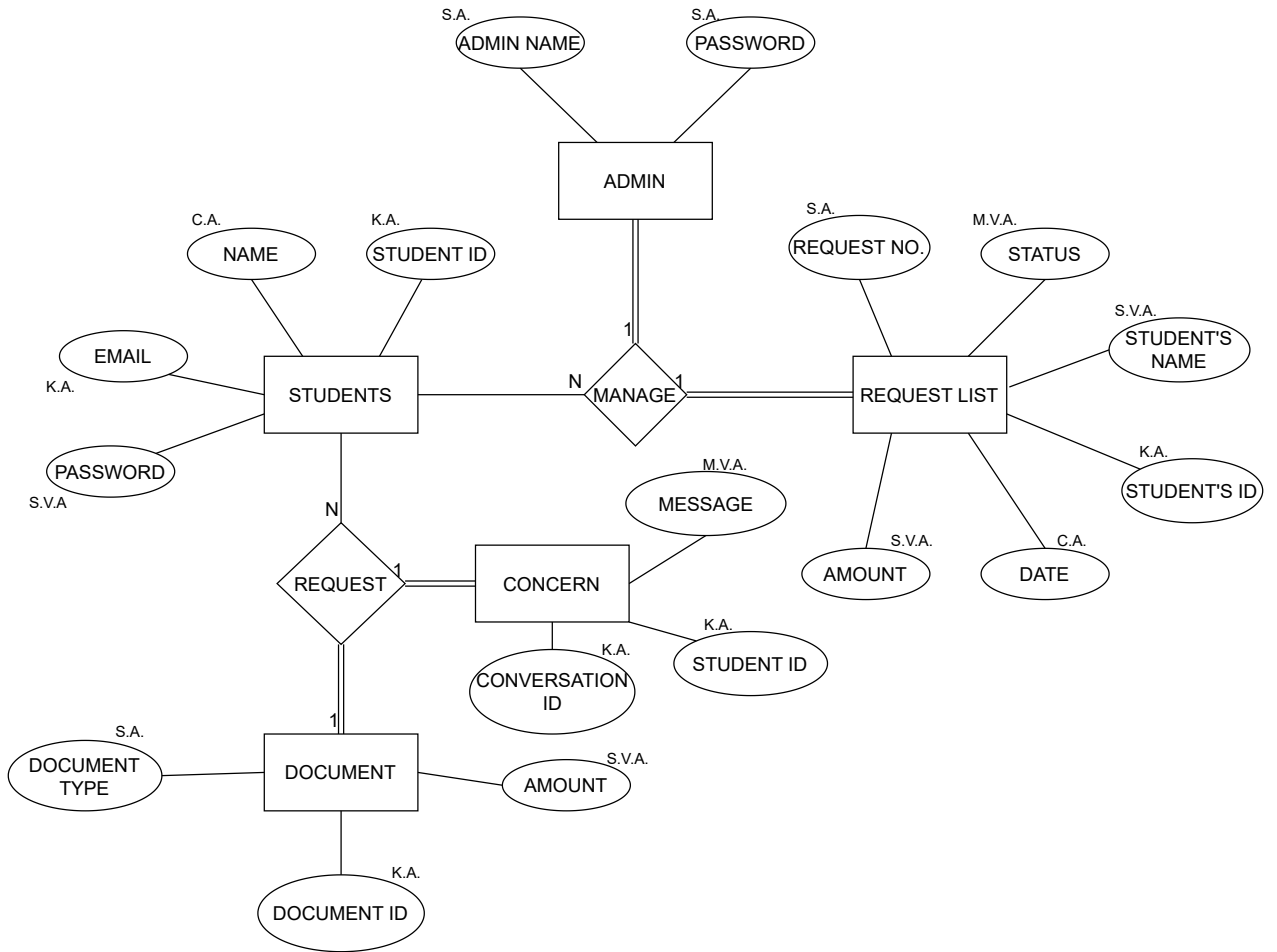 S.A.
ADMIN NAME
S.A.
PASSWORD
ADMIN
C.A.
NAME
K.A.
STUDENT ID
S.A.
REQUEST NO.
M.V.A.
STATUS
S.V.A.
STUDENT'S
NAME
EMAIL
K.A.
STUDENTS
N
1
MANAGE
1
REQUEST LIST
PASSWORD
S.V.A
K.A.
STUDENT'S ID
M.V.A.
MESSAGE
S.V.A.
AMOUNT
C.A.
DATE
N
REQUEST
1
CONCERN
K.A.
CONVERSATION
ID
K.A.
STUDENT ID
1
S.A.
DOCUMENT
TYPE
DOCUMENT
S.V.A.
AMOUNT
K.A.
DOCUMENT ID